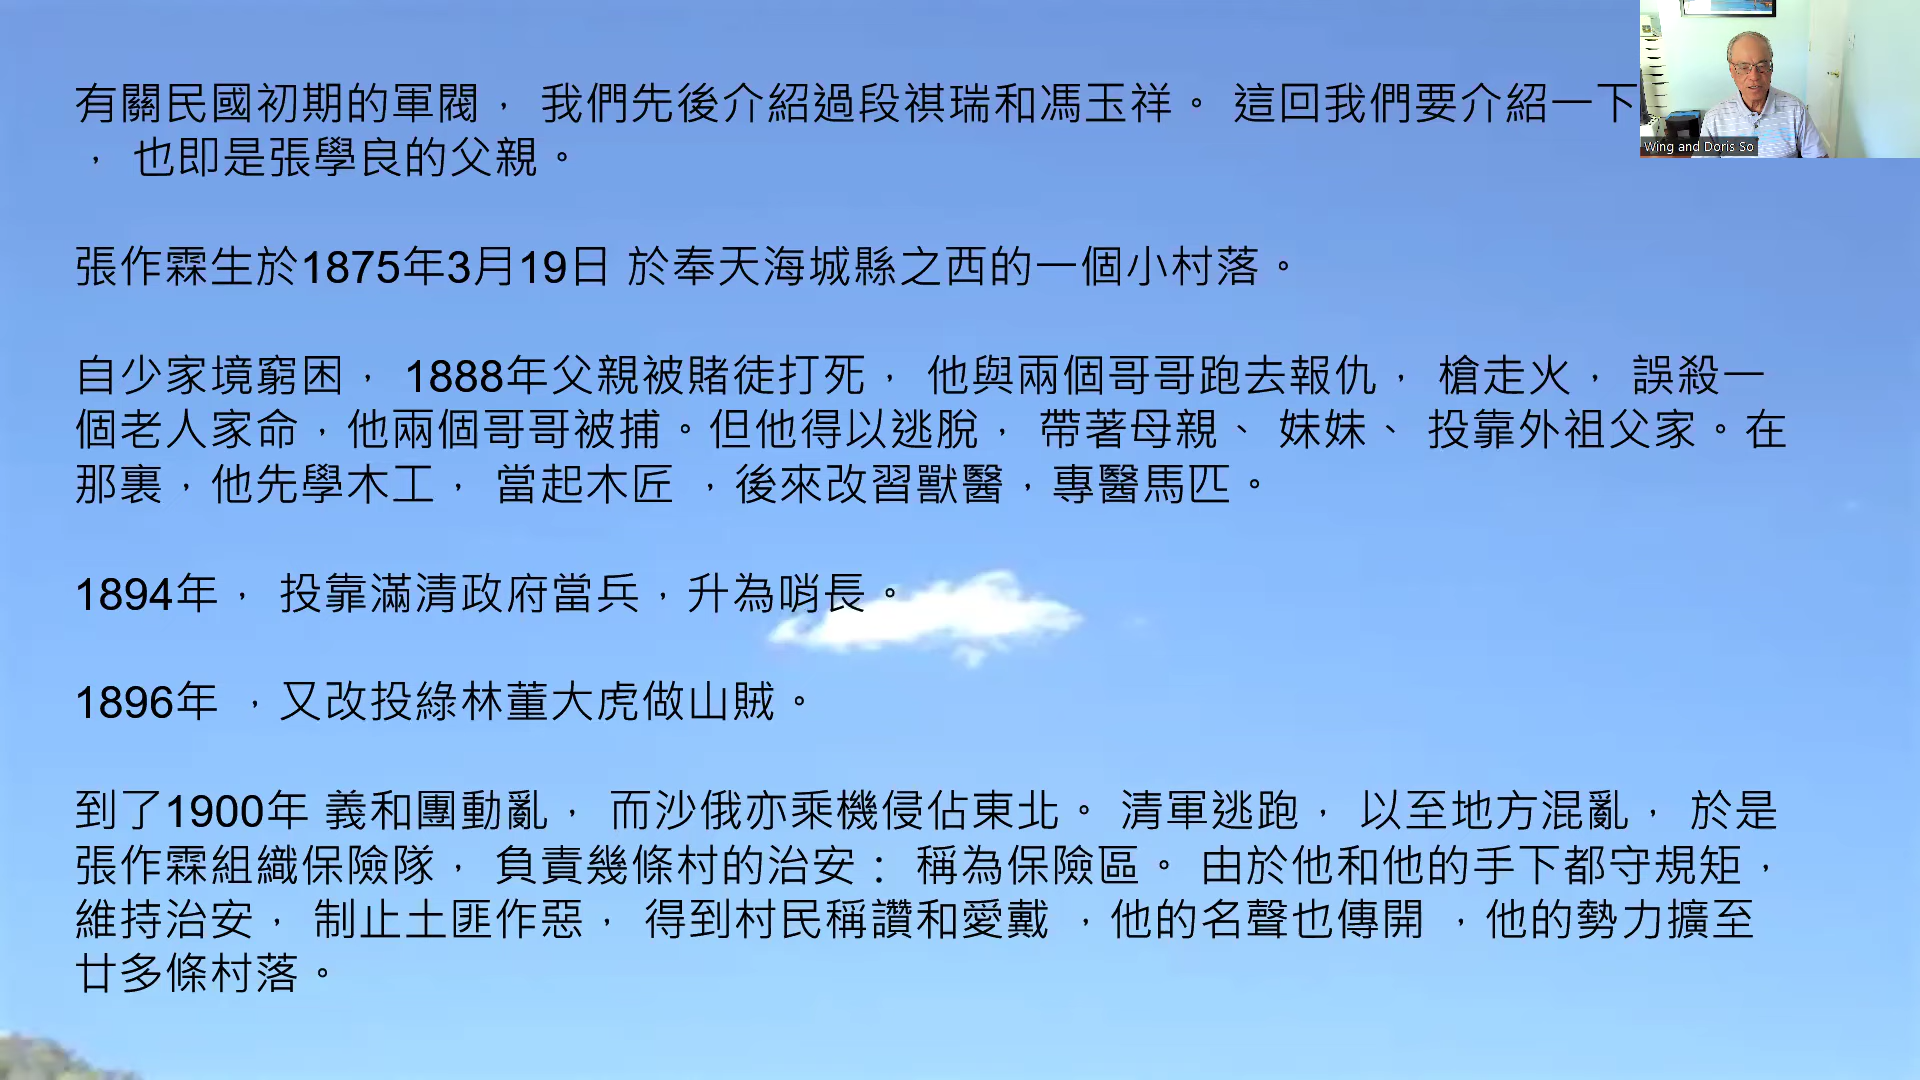 有關民國初期的軍閥， 我們先後介紹過段祺瑞和馮玉祥。 這回我們要介紹一下
， 也即是張學良的父親。
張作霖生於1875年3月19日 於奉天海城縣之西的一個小村落。
自少家境窮困， 1888年父親被賭徒打死， 他與兩個哥哥跑去報仇， 槍走火， 誤殺一
個老人家命，他兩個哥哥被捕。但他得以逃脫， 帶著母親、 妹妹、 投靠外祖父家。在
那裏，他先學木工， 當起木匠 ，後來改習獸醫，專醫馬匹。
1894年， 投靠滿清政府當兵，升為哨長。
1896年 ，又改投綠林董大虎做山賊。
到了1900年 義和團動亂， 而沙俄亦乘機侵佔東北。 清軍逃跑， 以至地方混亂， 於是
張作霖組織保險隊， 負責幾條村的治安： 稱為保險區。 由於他和他的手下都守規矩，
維持治安， 制止土匪作惡， 得到村民稱讚和愛戴 ，他的名聲也傳開 ，他的勢力擴至
廿多條村落。
Wing and Doris So